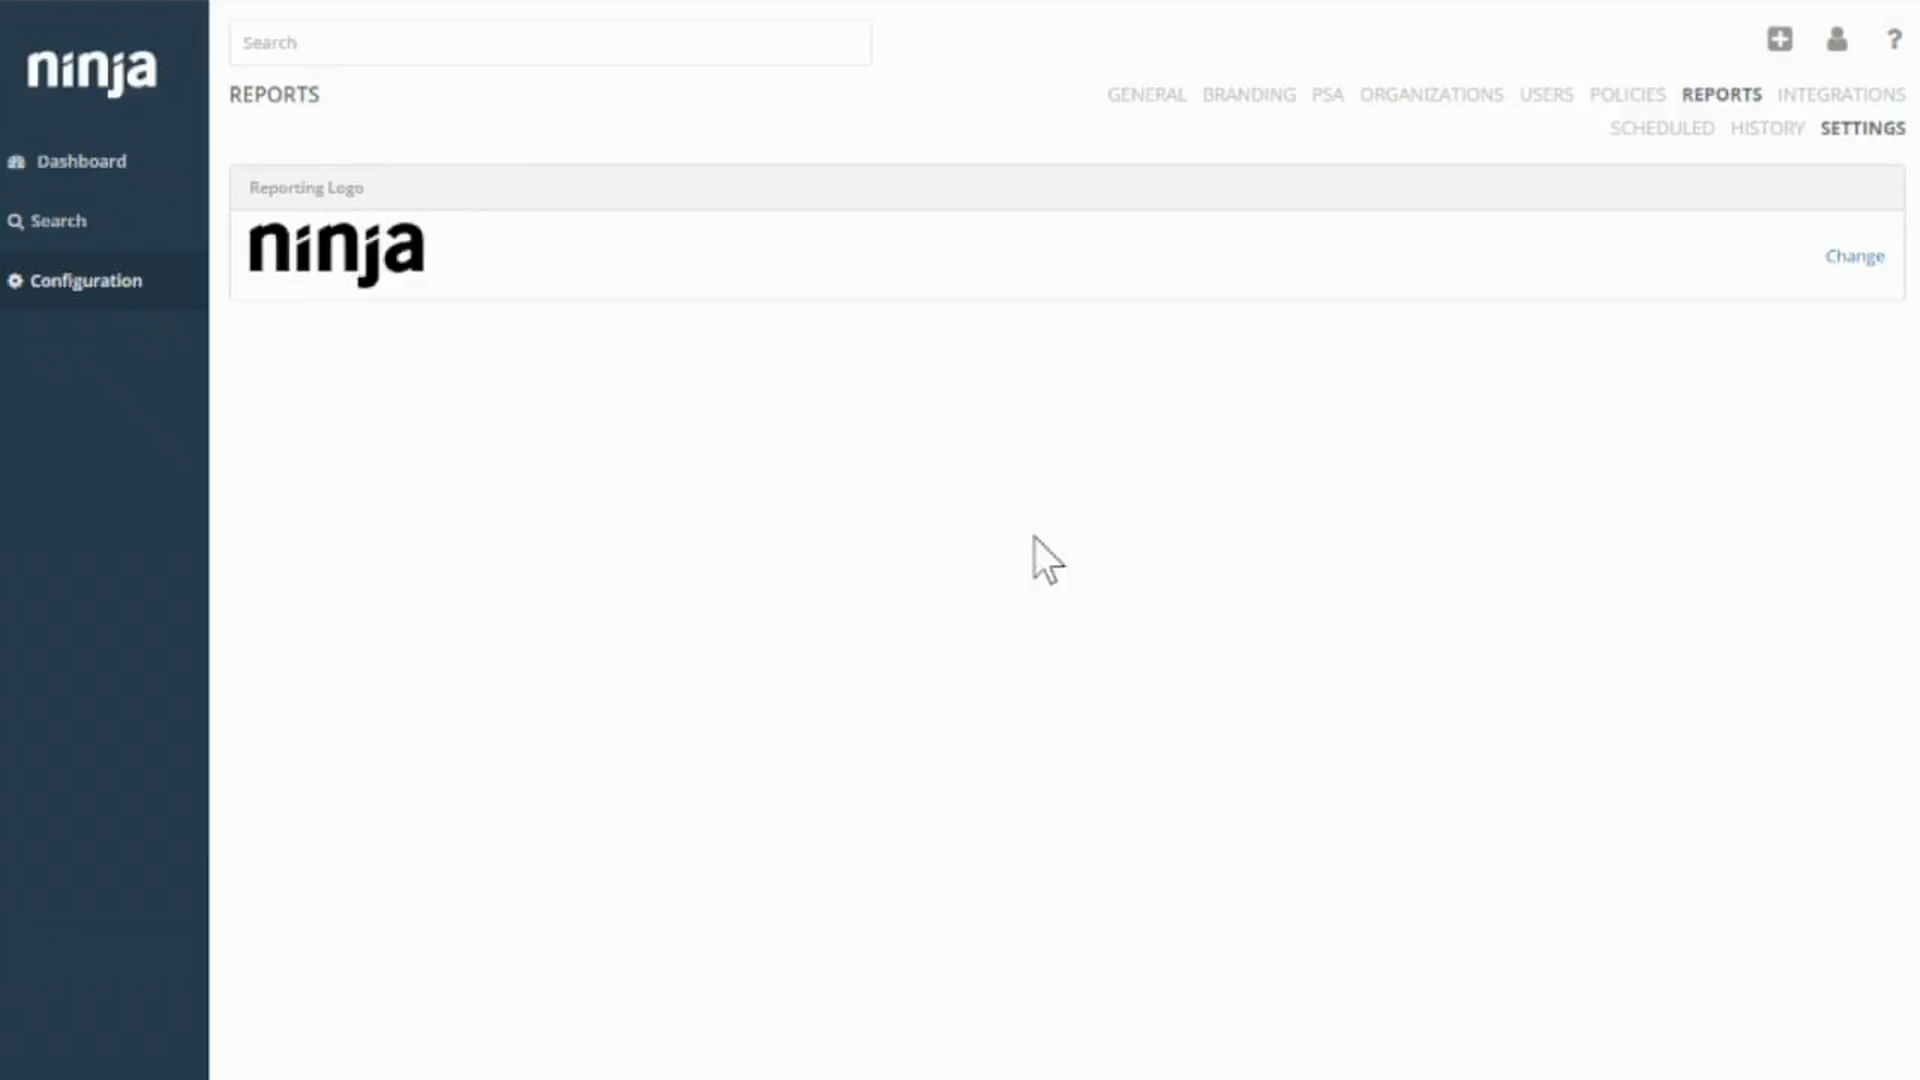 ninja
Search
REPORTS
GENERAL BRANDING PSA ORGANIZATIONS USERS POLICIES REPORTS INTEGRATIONS
SCHEDULED HISTORY SETTINGS
Dashboard
Search
Configuration
Reporting Logo
ninja
Change